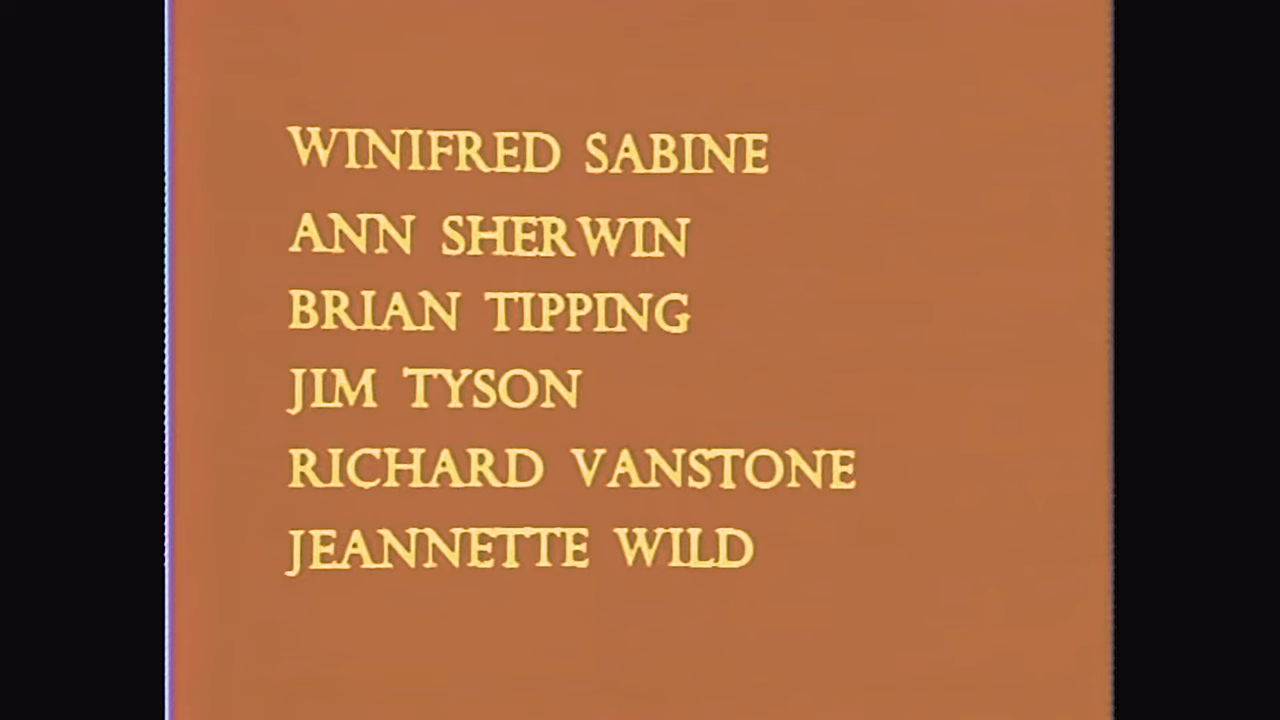 WINIFRED SABINE
ANN SHERWIN
BRIAN TIPPING
JIM TYSON
RICHARD VANSTONE
JEANNETTE WILD